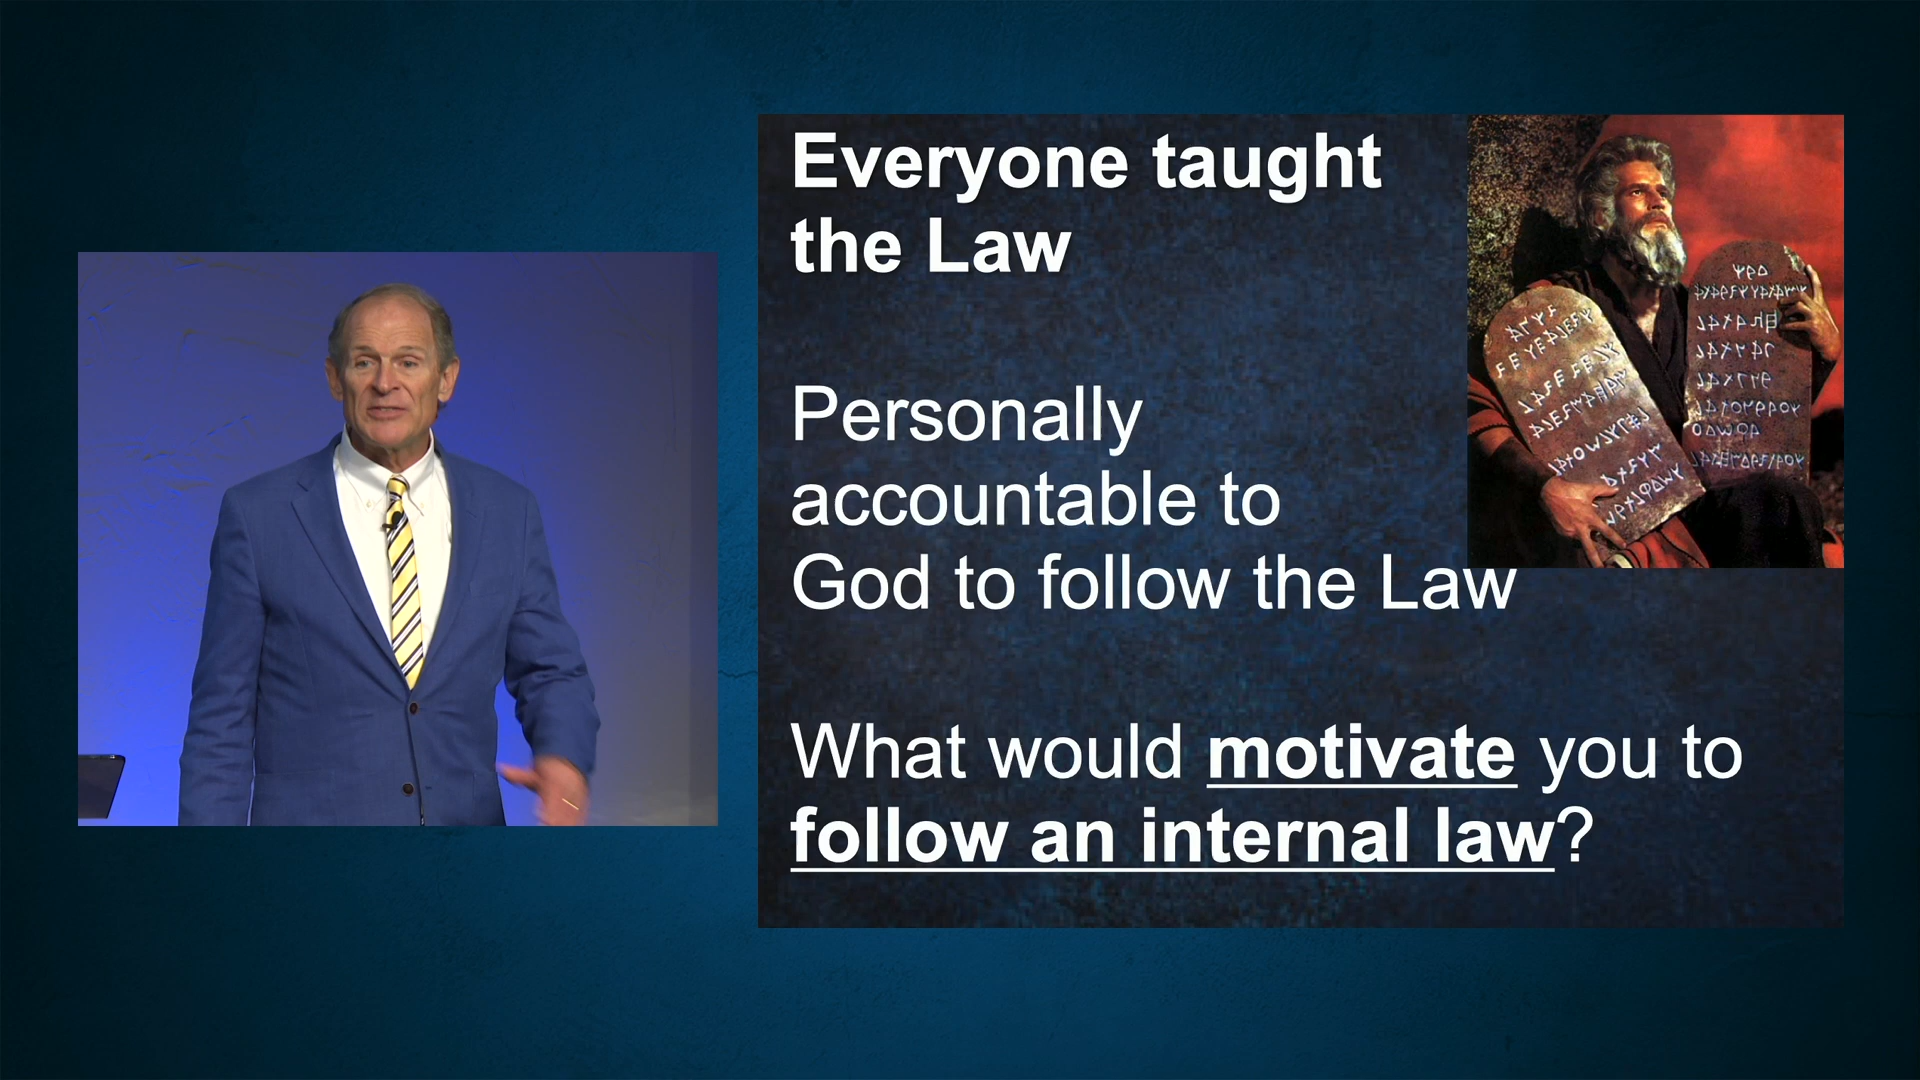 Everyone taught
the Law
Personally
accountable to
God to follow the Law
What would motivate you to
follow an internal law?